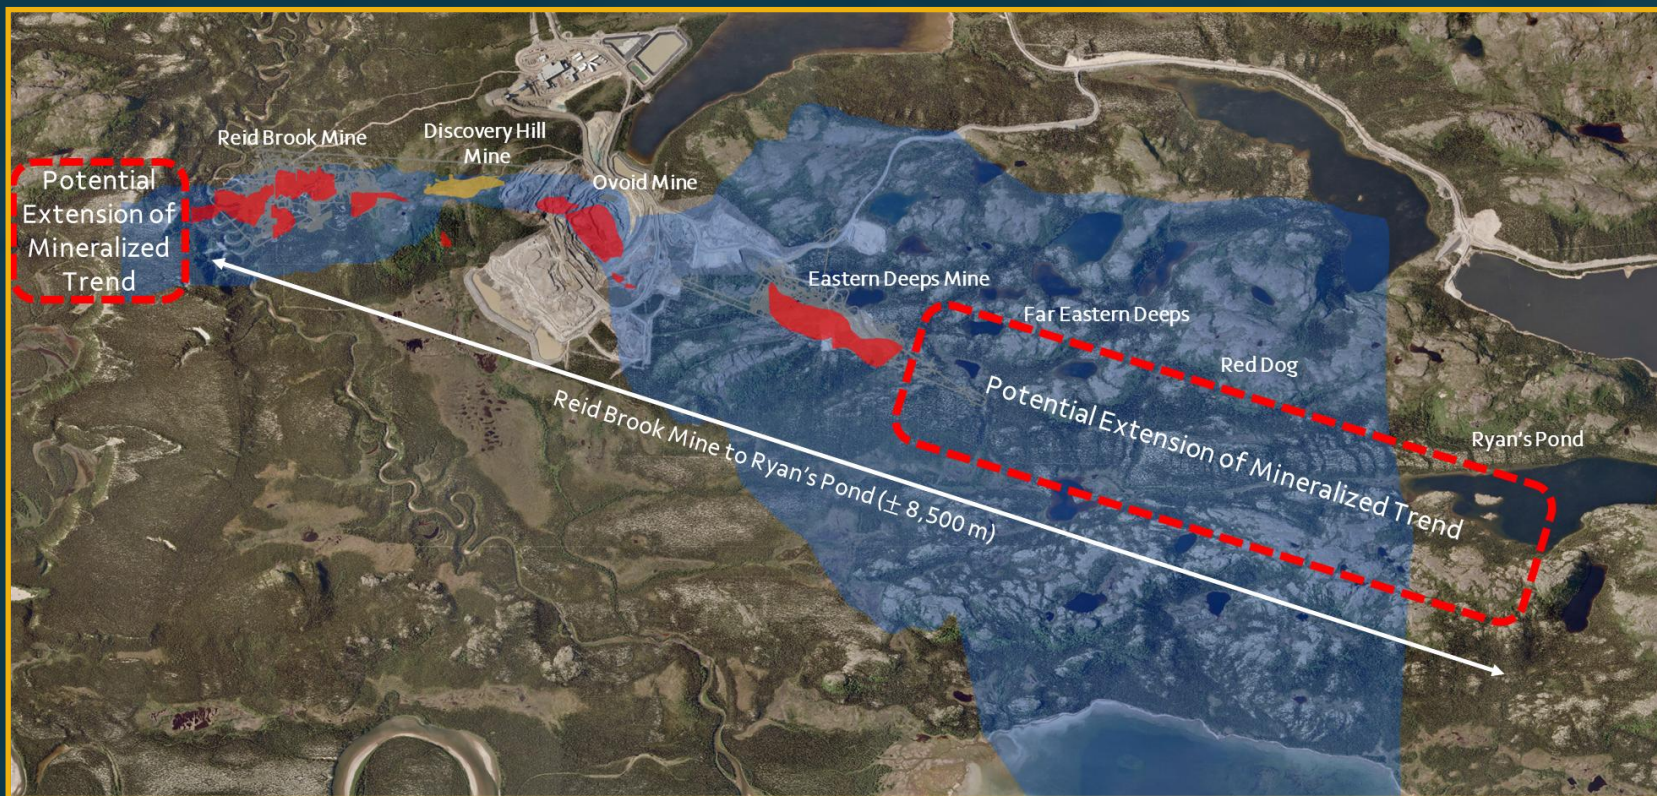 Reid Brook Mine
Discovery Hill
Mine
Ovoid Mine
Potential
Extension of
Mineralized
Trend
Eastern Deeps Mine
Far Eastern Deeps
Red Dog
Ryan's Pond
Potential Extension of Mineralized Trend
Reid Brook Mine to Ryan's Pond (± 8,500 m)